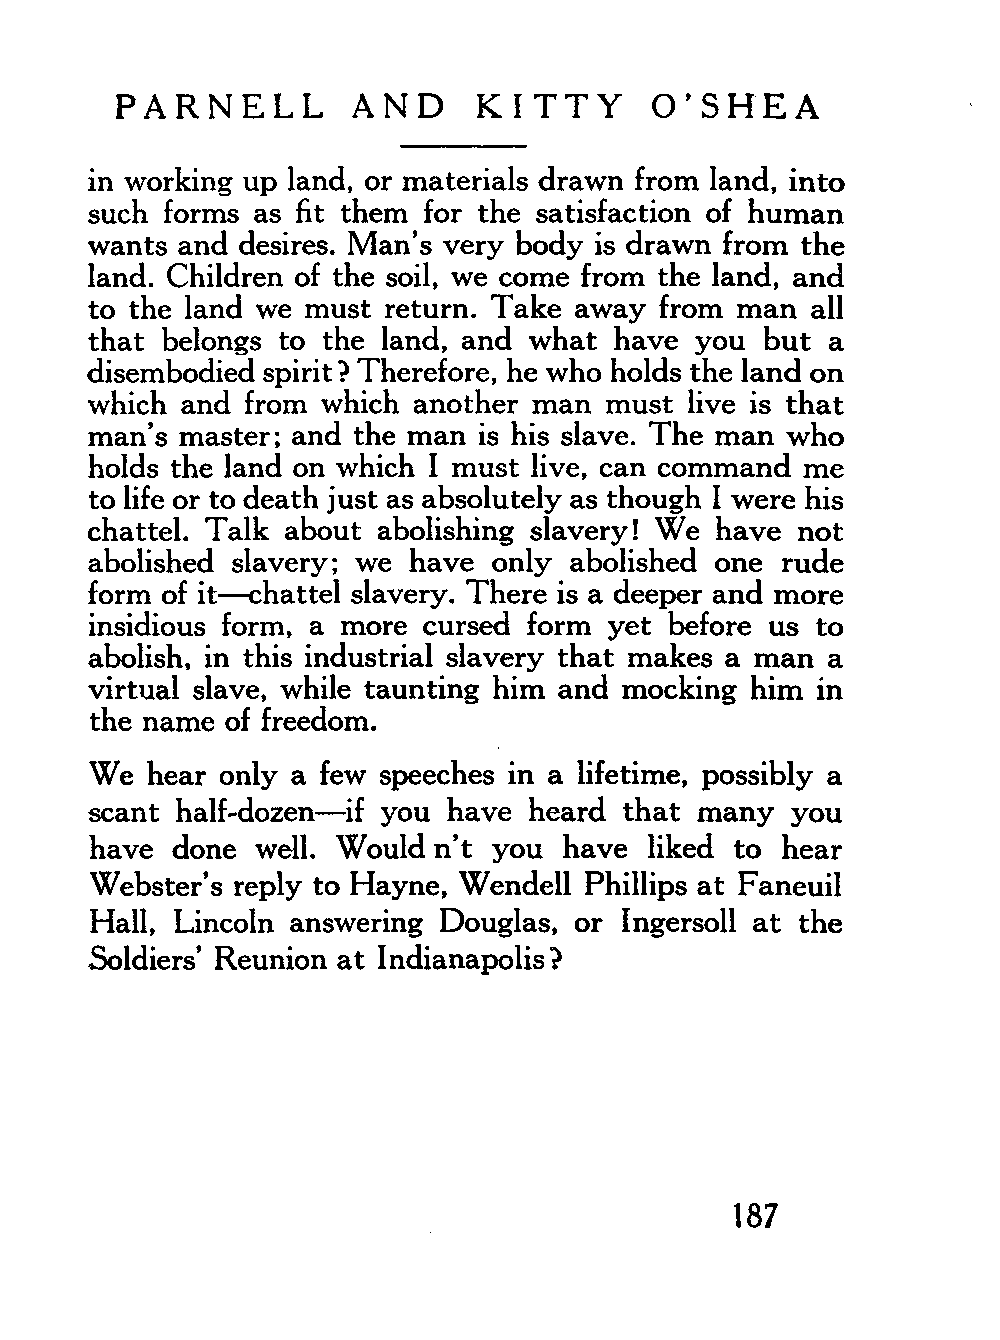 PARNELL AND KITTY O'SHEA
in working up land, or materials drawn from land, into
such forms as fit them for the satisfaction of human
wants and desires. Man's very body is drawn from the
land. Children of the soil, we come from the land, and
to the land we must return. Take away from man all
that belongs to the land, and what have you but a
disembodied spirit? Therefore, he who holds the land on
which and from which another man must live is that
man's master; and the man is his slave. The man who
holds the land on which I must live, can command me
to life or to death just as absolutely as though I were his
chattel. Talk about abolishing slavery! We have not
abolished slavery; we have only abolished one rude
form of it—chattel slavery. There is a deeper and more
insidious form, a more cursed form yet before us to
abolish, in this industrial slavery that makes a man a
virtual slave, while taunting him and mocking him in
the name of freedom.
We hear only a few speeches in a lifetime, possibly a
scant half-dozen—if you have heard that many you
have done well. Would n't you have liked to hear
Webster's reply to Hayne, Wendell Phillips at Faneuil
Hall, Lincoln answering Douglas, or Ingersoll at the
Soldiers' Reunion at Indianapolis?
187